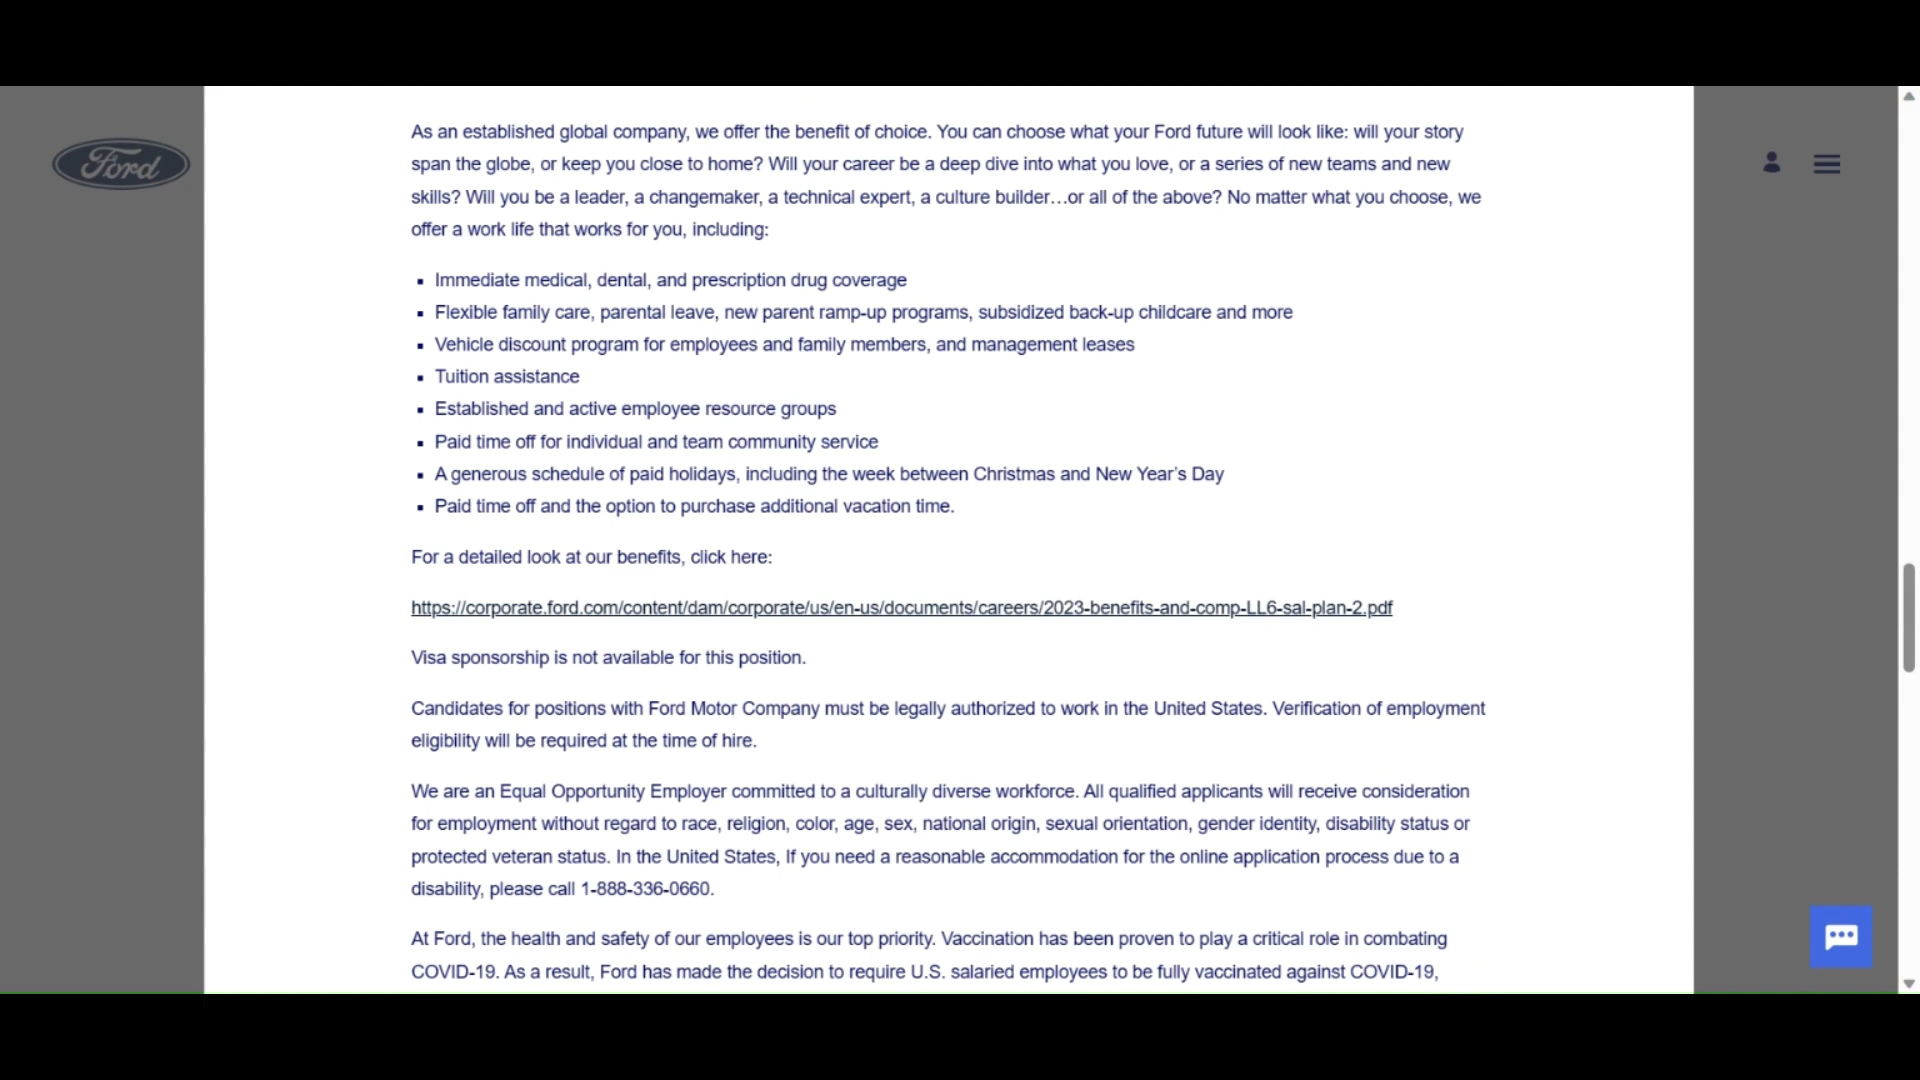 As an established global company, we offer the benefit of choice. You can choose what your Ford future will look like: will your story
span the globe, or keep you close to home? Will your career be a deep dive into what you love, or a series of new teams and new
skills? Will you be a leader, a changemaker, a technical expert, a culture builder…or all of the above? No matter what you choose, we
offer a work life that works for you, including:
Ford
▪ Immediate medical, dental, and prescription drug coverage
▪ Flexible family care, parental leave, new parent ramp-up programs, subsidized back-up childcare and more
▪ Vehicle discount program for employees and family members, and management leases
▪ Tuition assistance
▪ Established and active employee resource groups
▪ Paid time off for individual and team community service
▪ A generous schedule of paid holidays, including the week between Christmas and New Year’s Day
▪ Paid time off and the option to purchase additional vacation time.
For a detailed look at our benefits, click here:
https://corporate.ford.com/content/dam/corporate/us/en-us/documents/careers/2023-benefits-and-comp-LL6-sal-plan-2.pdf
Visa sponsorship is not available for this position.
Candidates for positions with Ford Motor Company must be legally authorized to work in the United States. Verification of employment
eligibility will be required at the time of hire.
We are an Equal Opportunity Employer committed to a culturally diverse workforce. All qualified applicants will receive consideration
for employment without regard to race, religion, color, age, sex, national origin, sexual orientation, gender identity, disability status or
protected veteran status. In the United States, If you need a reasonable accommodation for the online application process due to a
disability, please call 1-888-336-0660.
At Ford, the health and safety of our employees is our top priority. Vaccination has been proven to play a critical role in combating
COVID-19. As a result, Ford has made the decision to require U.S. salaried employees to be fully vaccinated against COVID-19,